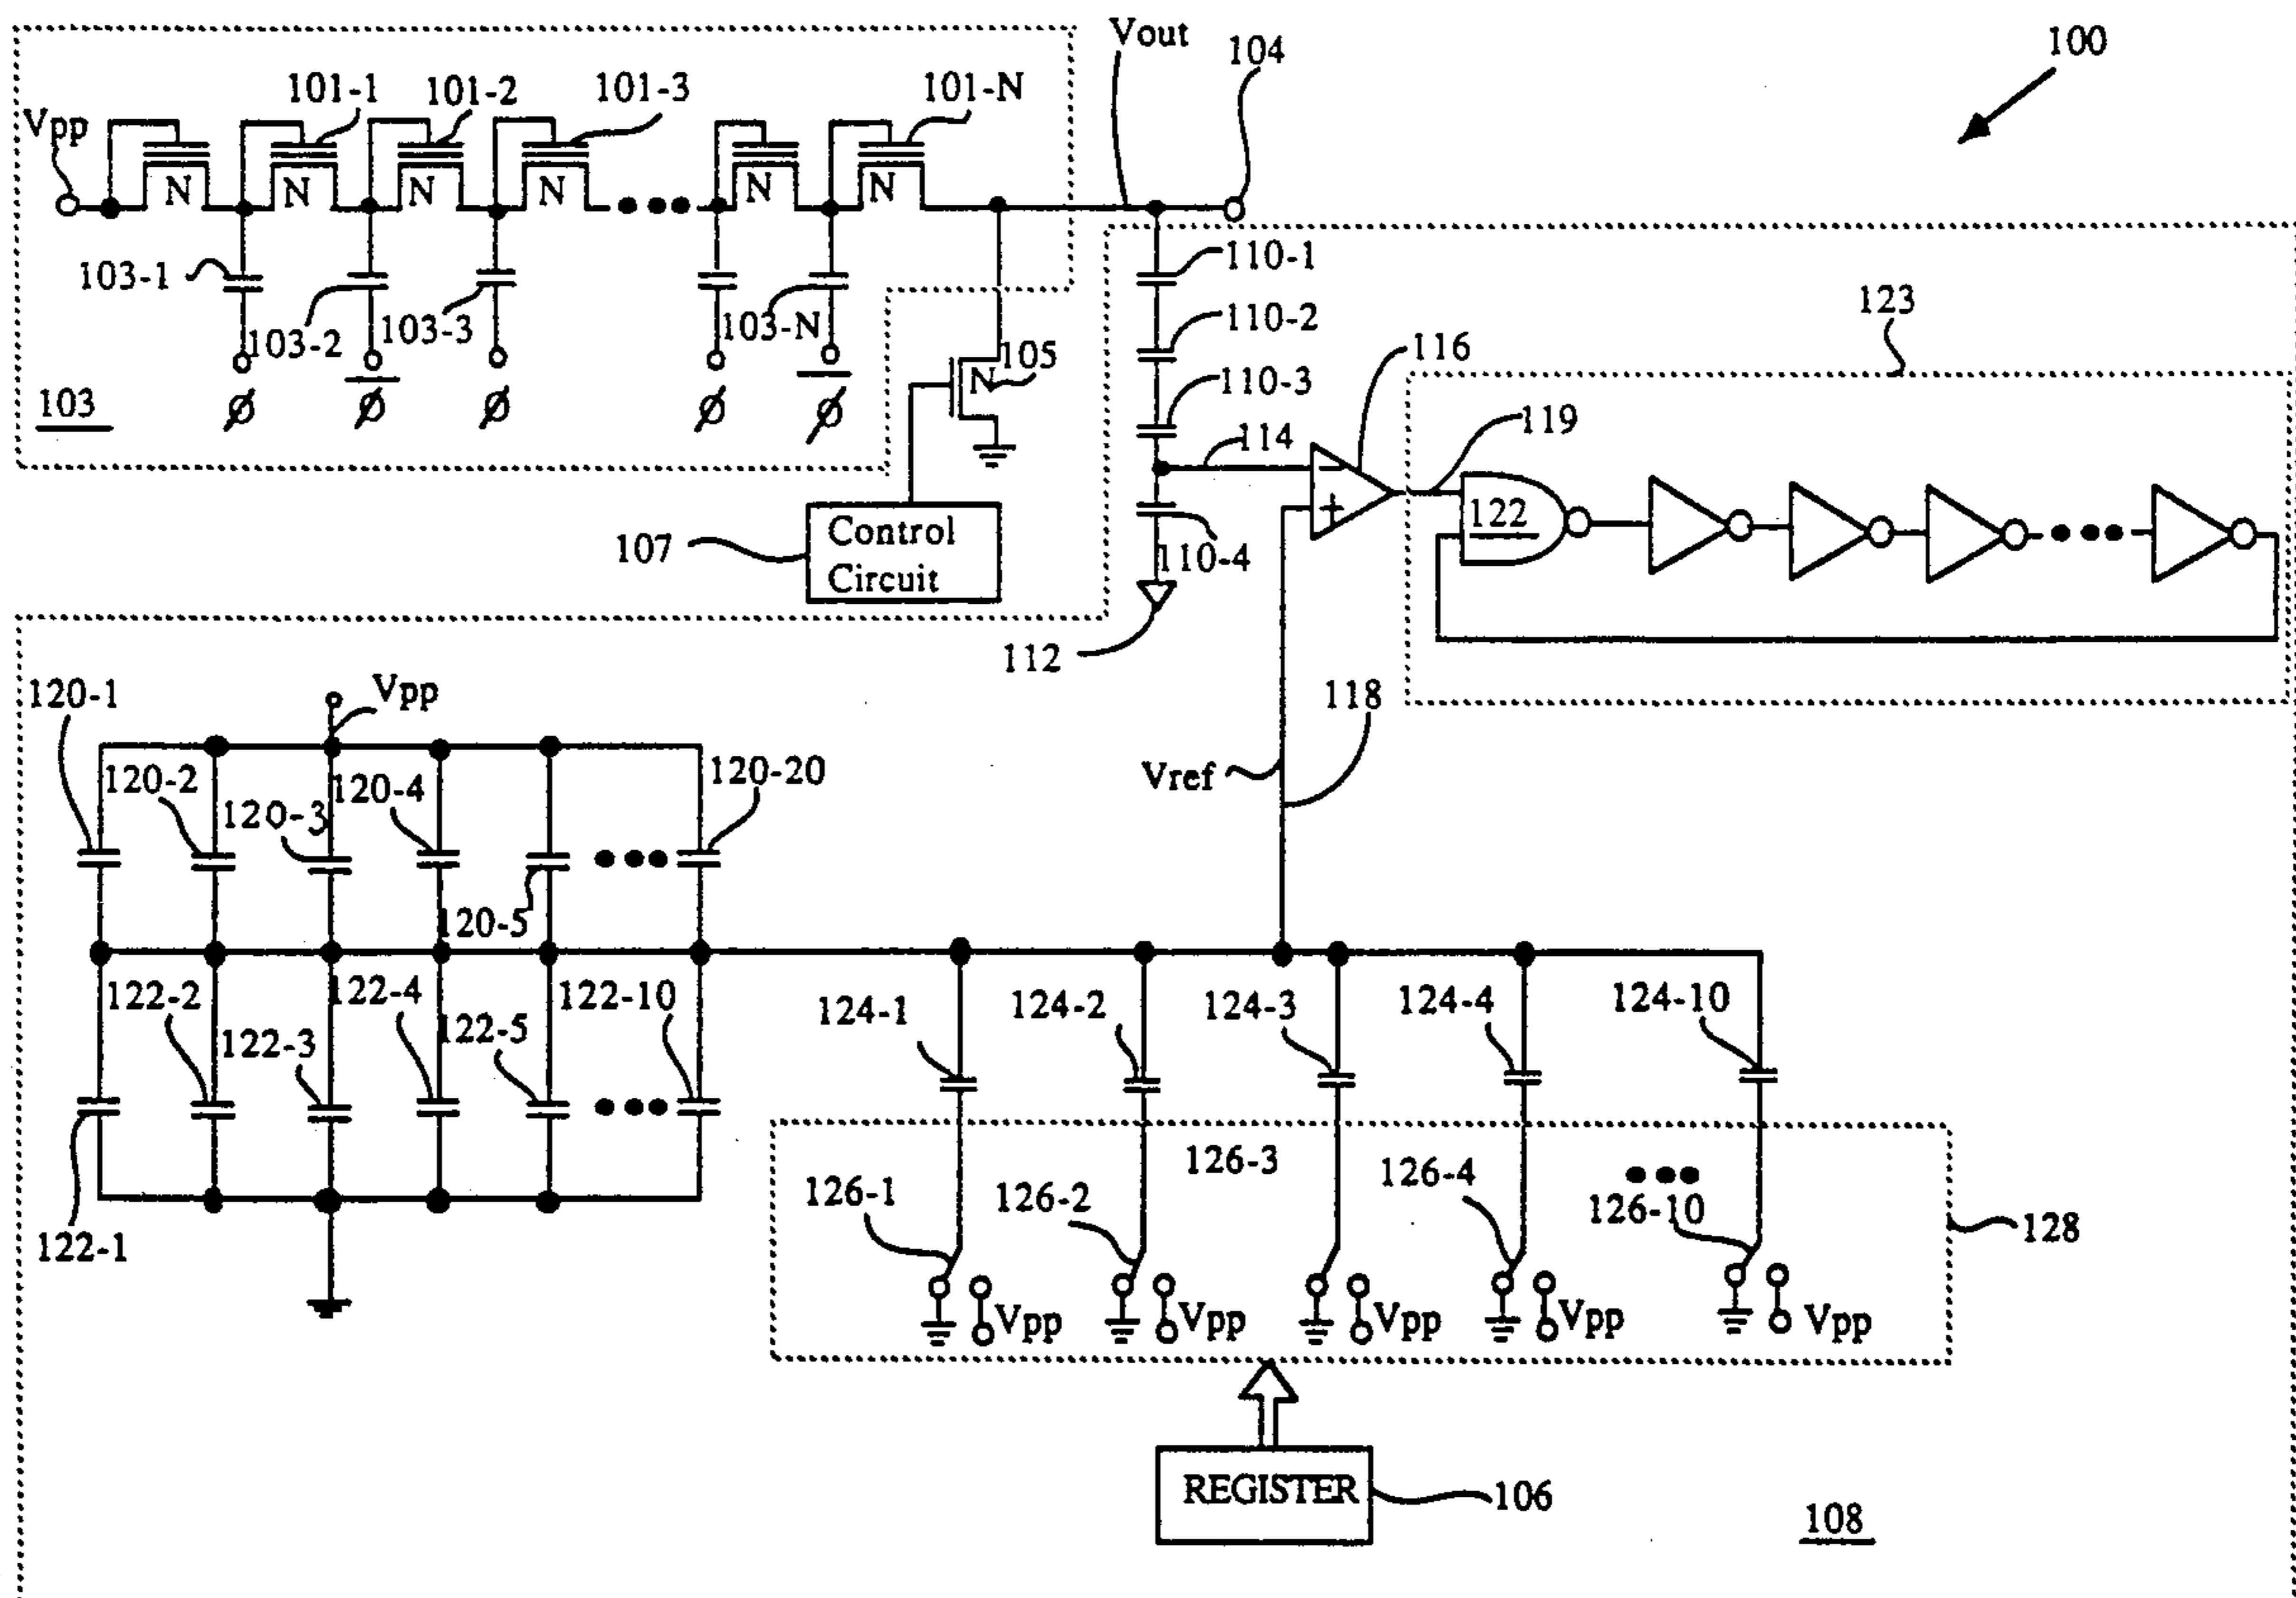 Vout
104
100
101-1
101-2
101-3
101-N
Vpp
N
N
N
N
N
N
103-1
103-2
103-3
103-N
ϕ
ϕ̅
ϕ
ϕ
ϕ̅
103
110-1
110-2
110-3
110-4
N
105
107
Control
Circuit
112
114
116
−
+
119
122
123
118
Vref
Vpp
120-1
120-2
120-3
120-4
120-5
120-20
122-1
122-2
122-3
122-4
122-5
122-10
124-1
124-2
124-3
124-4
124-10
126-1
126-2
126-3
126-4
126-10
128
Vpp
Vpp
Vpp
Vpp
Vpp
REGISTER
106
108